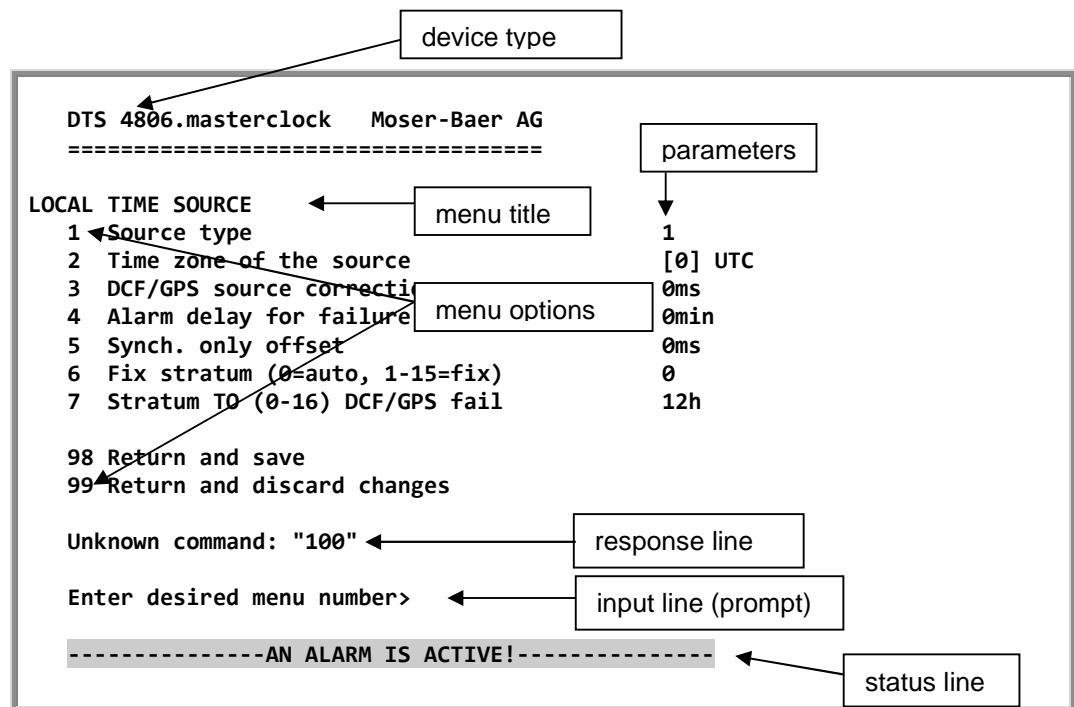 device type
DTS 4806.masterclock Moser-Baer AG
====================================
parameters
LOCAL TIME SOURCE
menu title
1 Source type 1
2 Time zone of the source [0] UTC
3 DCF/GPS source correcti 0ms
menu options
4 Alarm delay for failure 0min
5 Synch. only offset 0ms
6 Fix stratum (0=auto, 1-15=fix) 0
7 Stratum TO (0-16) DCF/GPS fail 12h
98 Return and save
99 Return and discard changes
Unknown command: "100"
response line
Enter desired menu number>
input line (prompt)
---------------AN ALARM IS ACTIVE!---------------
status line